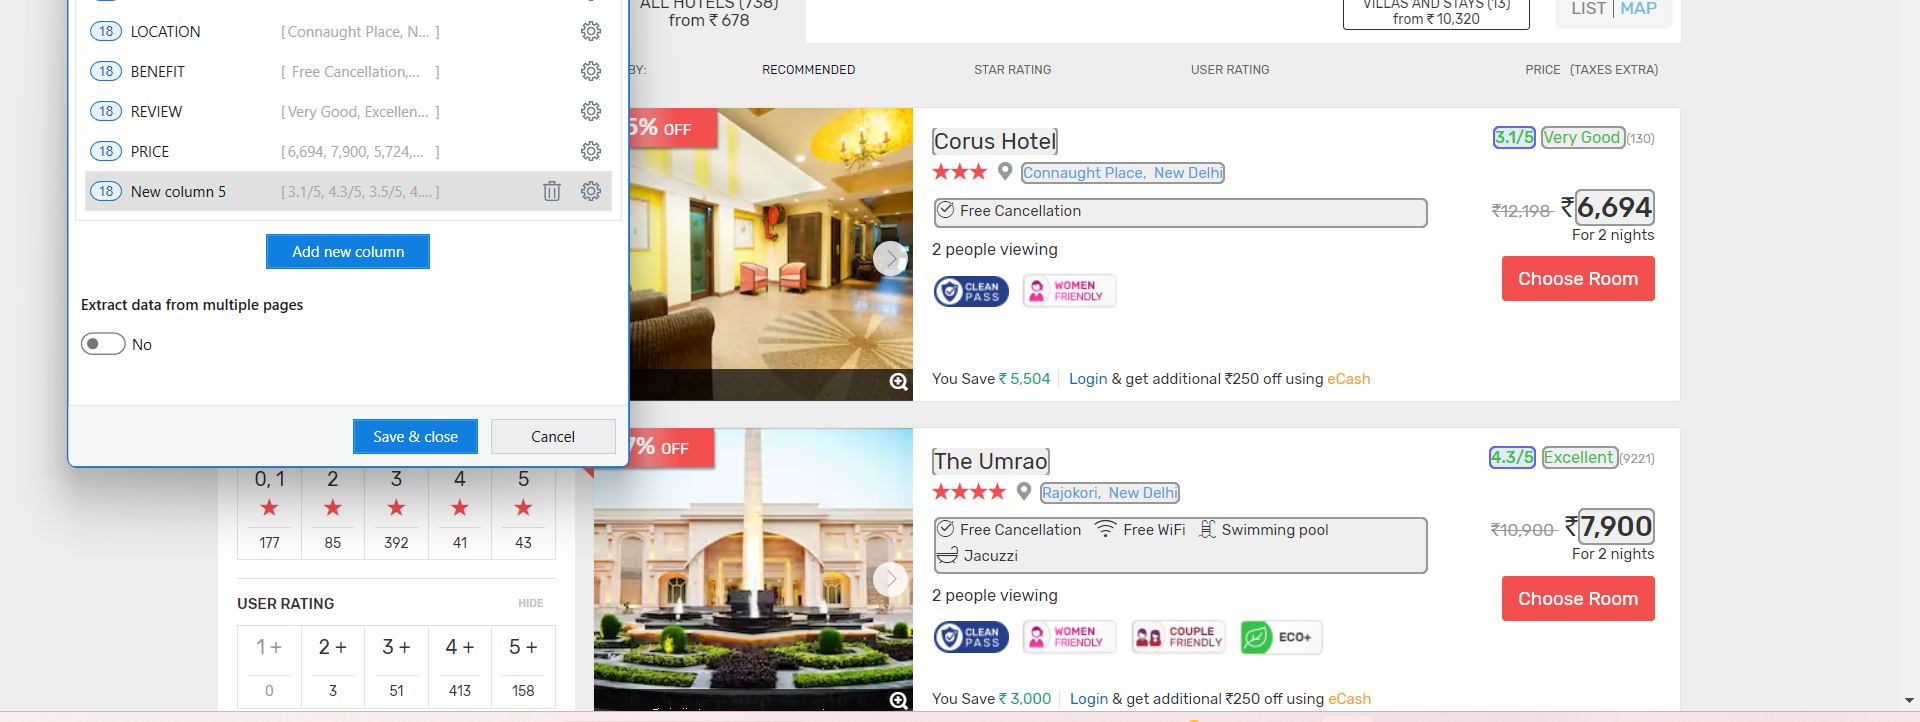 ALL HOTELS (738)
from ₹ 678
VILLAS AND STAYS (13)
from ₹ 10,320
LIST | MAP
18 LOCATION [Connaught Place, N... ]
18 BENEFIT [ Free Cancellation,... ]
18 REVIEW [Very Good, Excellen... ]
18 PRICE [6,694, 7,900, 5,724,... ]
18 New column 5 [3.1/5, 4.3/5, 3.5/5, 4.... ]
Add new column
Extract data from multiple pages
No
Save & close Cancel
BY: RECOMMENDED STAR RATING USER RATING PRICE (TAXES EXTRA)
5% OFF
Corus Hotel
3.1/5 Very Good (130)
Connaught Place, New Delhi
Free Cancellation
₹12,198 ₹6,694
For 2 nights
2 people viewing
Choose Room
CLEAN PASS
WOMEN FRIENDLY
You Save ₹ 5,504 Login & get additional ₹250 off using eCash
7% OFF
The Umrao
4.3/5 Excellent (9221)
Rajokori, New Delhi
Free Cancellation Free WiFi Swimming pool
Jacuzzi
₹10,900 ₹7,900
For 2 nights
2 people viewing
Choose Room
CLEAN PASS
WOMEN FRIENDLY
COUPLE FRIENDLY
ECO+
You Save ₹ 3,000 Login & get additional ₹250 off using eCash
0, 1 2 3 4 5
177 85 392 41 43
USER RATING HIDE
1 + 2 + 3 + 4 + 5 +
0 3 51 413 158